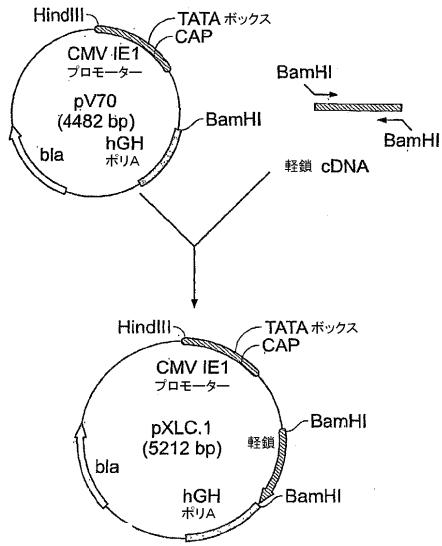 HindIII
TATA ボックス
CAP
CMV IE1
プロモーター
pV70
(4482 bp)
BamHI
hGH
ポリA
bla
BamHI
BamHI
軽鎖 cDNA
HindIII
TATA ボックス
CAP
CMV IE1
プロモーター
pXLC.1
(5212 bp)
BamHI
軽鎖
bla
hGH
ポリA
BamHI